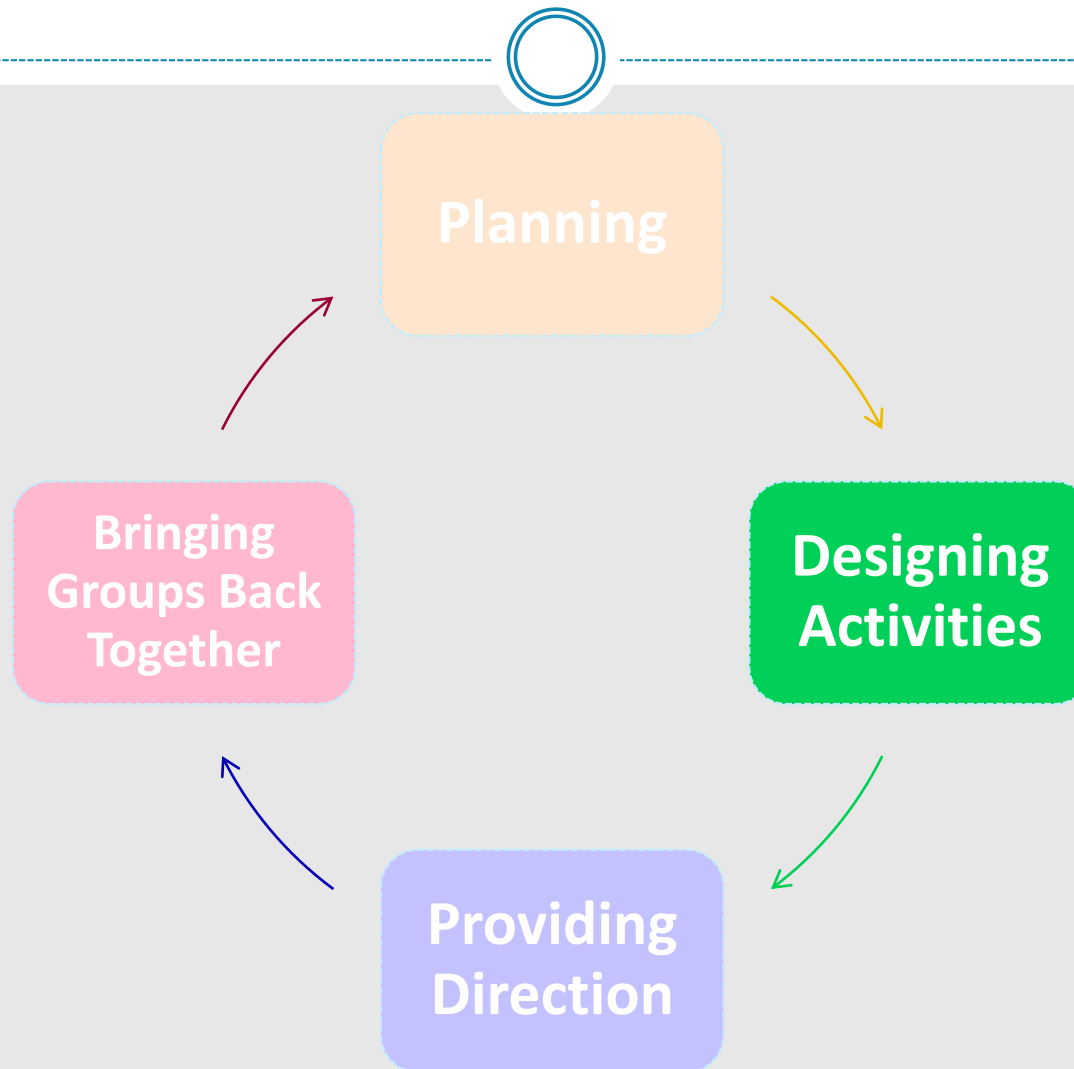 Planning
Designing
Activities
Providing
Direction
Bringing
Groups Back
Together